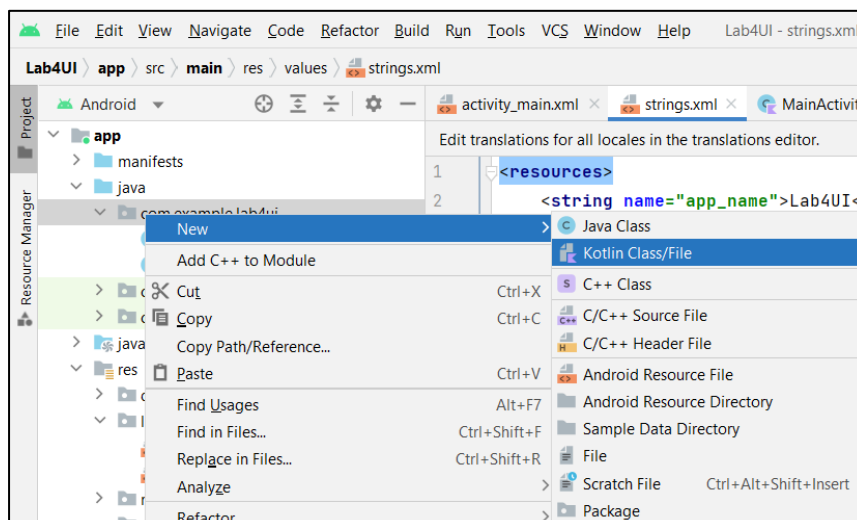 File Edit View Navigate Code Refactor Build Run Tools VCS Window Help Lab4UI - strings.xml
Lab4UI app src main res values strings.xml
Project
Resource Manager
Android
activity_main.xml strings.xml MainActivit
app
manifests
java
com.example.lab4ui
java
res
Edit translations for all locales in the translations editor.
1 <resources>
2 <string name="app_name">Lab4UI<
New
Add C++ to Module
Cut Ctrl+X
Copy Ctrl+C
Copy Path/Reference...
Paste Ctrl+V
Find Usages Alt+F7
Find in Files... Ctrl+Shift+F
Replace in Files... Ctrl+Shift+R
Analyze
Refactor
Java Class
Kotlin Class/File
C++ Class
C/C++ Source File
C/C++ Header File
Android Resource File
Android Resource Directory
Sample Data Directory
File
Scratch File Ctrl+Alt+Shift+Insert
Package